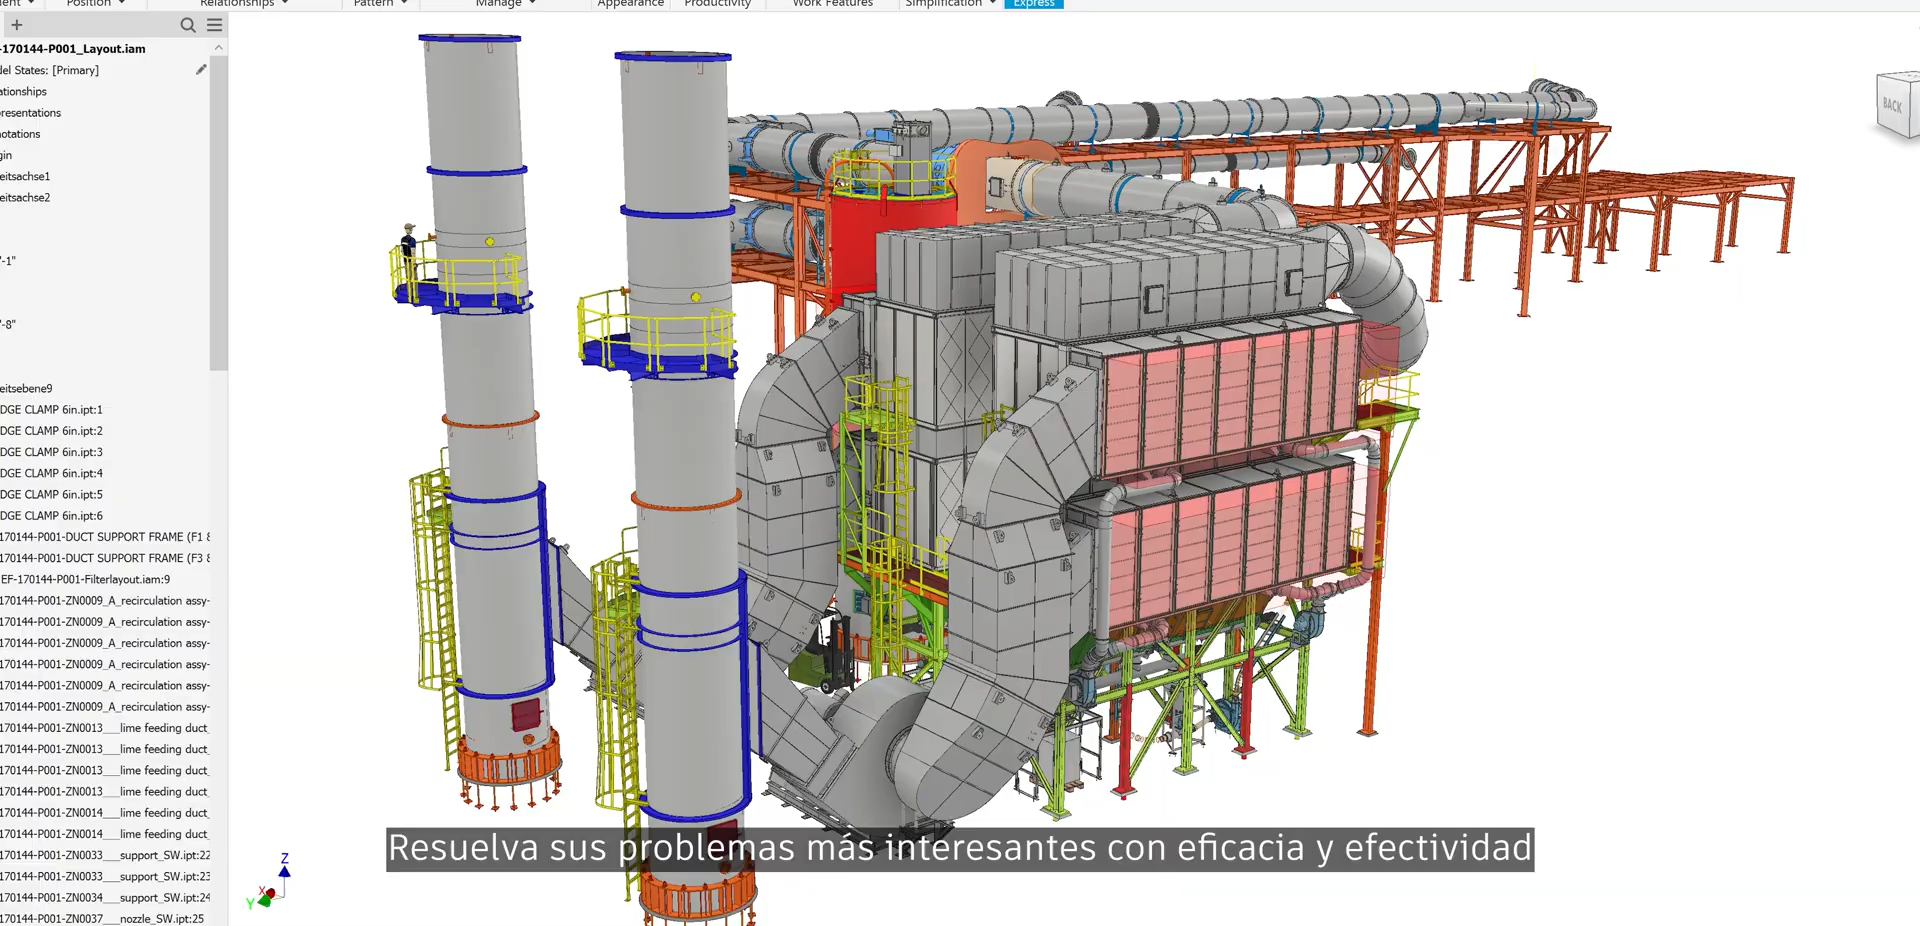 Position
Relationships
Pattern
Manage
Appearance
Productivity
Work Features
Simplification
Express
-170144-P001_Layout.iam
del States: [Primary]
ationships
resentations
notations
gin
eitsachse1
eitsachse2
'-1"
'-8"
eitsebene9
DGE CLAMP 6in.ipt:1
DGE CLAMP 6in.ipt:2
DGE CLAMP 6in.ipt:3
DGE CLAMP 6in.ipt:4
DGE CLAMP 6in.ipt:5
DGE CLAMP 6in.ipt:6
170144-P001-DUCT SUPPORT FRAME (F1 &
170144-P001-DUCT SUPPORT FRAME (F3 &
EF-170144-P001-Filterlayout.iam:9
170144-P001-ZN0009_A_recirculation assy-
170144-P001-ZN0009_A_recirculation assy-
170144-P001-ZN0009_A_recirculation assy-
170144-P001-ZN0009_A_recirculation assy-
170144-P001-ZN0009_A_recirculation assy-
170144-P001-ZN0009_A_recirculation assy-
170144-P001-ZN0013___lime feeding duct_
170144-P001-ZN0013___lime feeding duct_
170144-P001-ZN0013___lime feeding duct_
170144-P001-ZN0013___lime feeding duct_
170144-P001-ZN0014___lime feeding duct_
170144-P001-ZN0014___lime feeding duct_
170144-P001-ZN0033___support_SW.ipt:22
170144-P001-ZN0033___support_SW.ipt:23
170144-P001-ZN0034___support_SW.ipt:24
170144-P001-ZN0037___nozzle_SW.ipt:25
BACK
Z
X
Y
Resuelva sus problemas más interesantes con eficacia y efectividad